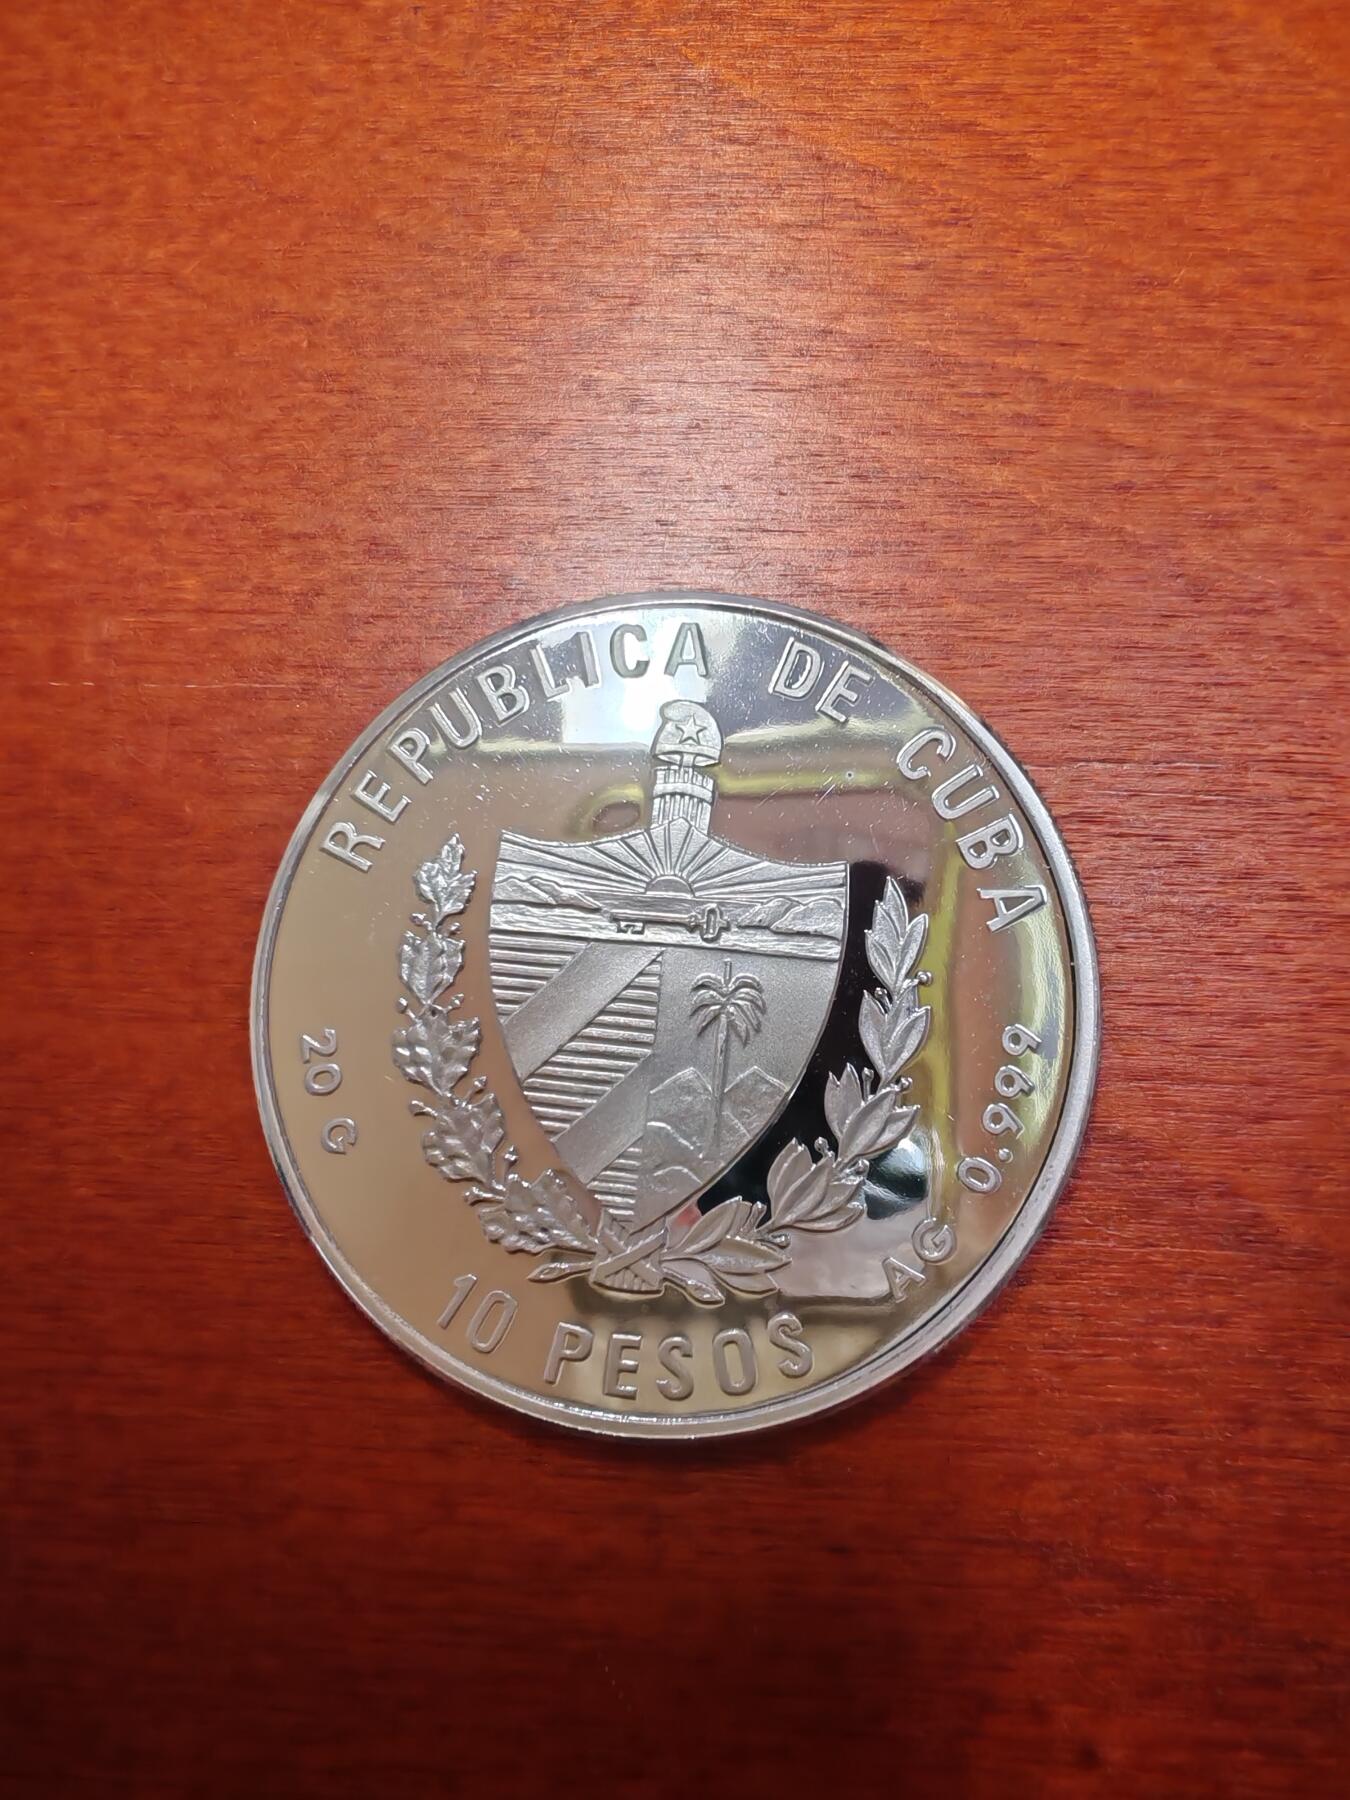 REPUBLICA DE CUBA
20 G
AG 0.999
10 PESOS